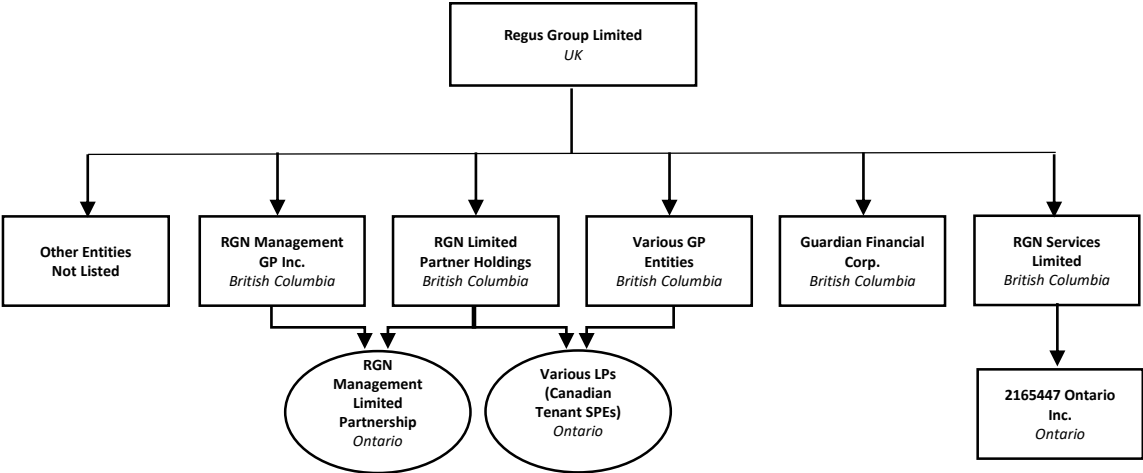 Regus Group Limited
UK
Other Entities
Not Listed
RGN Management
GP Inc.
British Columbia
RGN Limited
Partner Holdings
British Columbia
Various GP
Entities
British Columbia
Guardian Financial
Corp.
British Columbia
RGN Services
Limited
British Columbia
RGN
Management
Limited
Partnership
Ontario
Various LPs
(Canadian
Tenant SPEs)
Ontario
2165447 Ontario
Inc.
Ontario